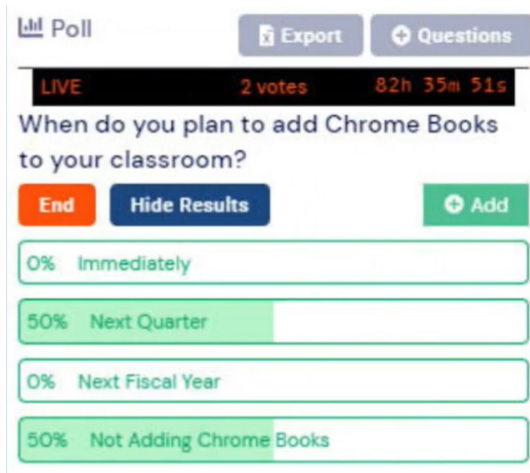 Poll
Export
Questions
LIVE 2 votes 82h 35m 51s
When do you plan to add Chrome Books
to your classroom?
End Hide Results Add
0% Immediately
50% Next Quarter
0% Next Fiscal Year
50% Not Adding Chrome Books